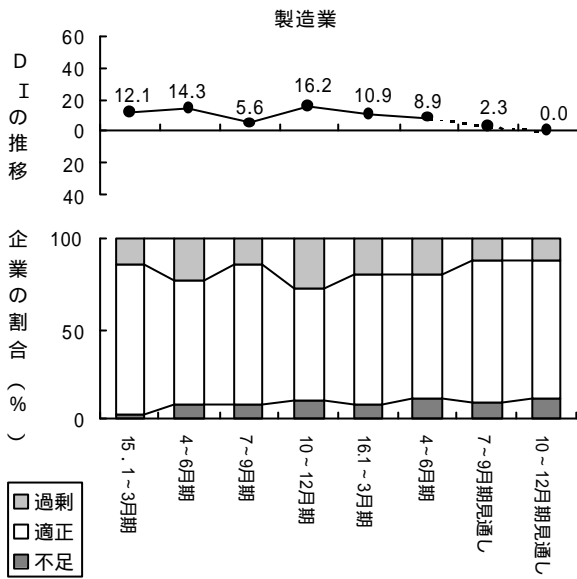 製造業
DIの推移
60
40
20
0
20
40
12.1
14.3
5.6
16.2
10.9
8.9
2.3
0.0
企業の割合(%)
100
50
0
15.1~3月期
4~6月期
7~9月期
10~12月期
16.1~3月期
4~6月期
7~9月期見通し
10~12月期見通し
過剰
適正
不足